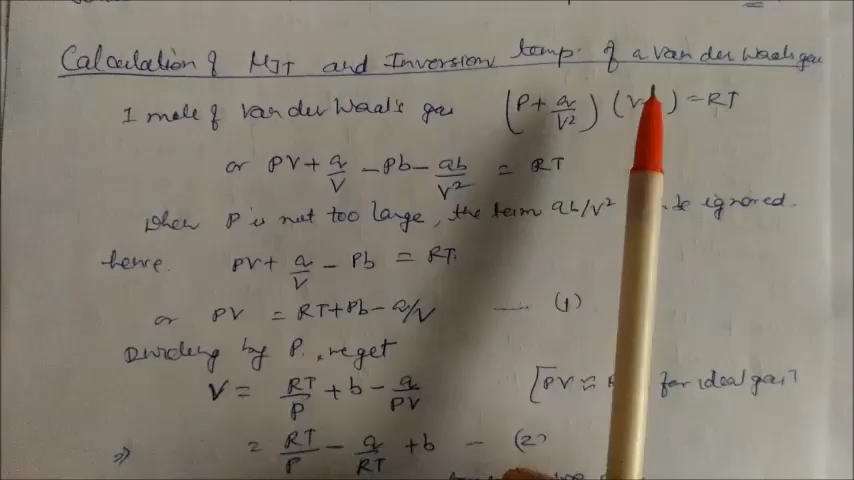 Calculation of μJT and Inversion temp. of a van der Waals gas
1 mole of van der Waal's gas (P + a/V²) (V ) = RT
or PV + a/V - Pb - ab/V² = RT
when P is not too large, the term ab/V² be ignored.
hence. PV + a/V - Pb = RT.
or PV = RT + Pb - a/V (1)
Dividing by P., we get
V = RT/P + b - a/PV [PV ≈ R for ideal gas]
⇒ = RT/P - a/RT + b - (2)